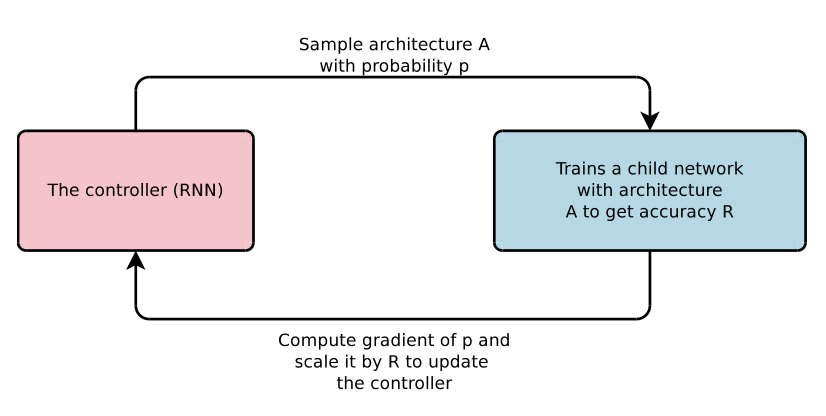 Sample architecture A
with probability p
The controller (RNN)
Trains a child network
with architecture
A to get accuracy R
Compute gradient of p and
scale it by R to update
the controller